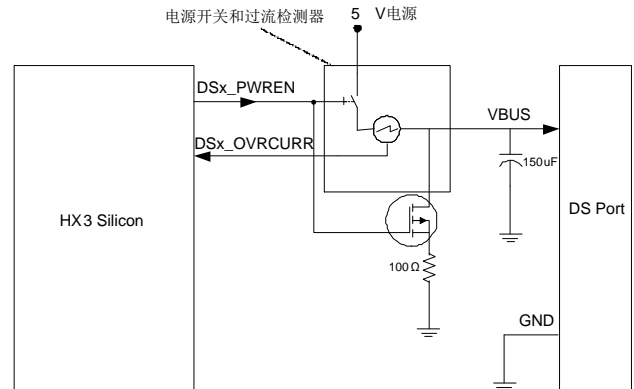 电源开关和过流检测器
5 V电源
DSx_PWREN
VBUS
DSx_OVRCURR
150uF
HX3 Silicon
DS Port
100Ω
GND